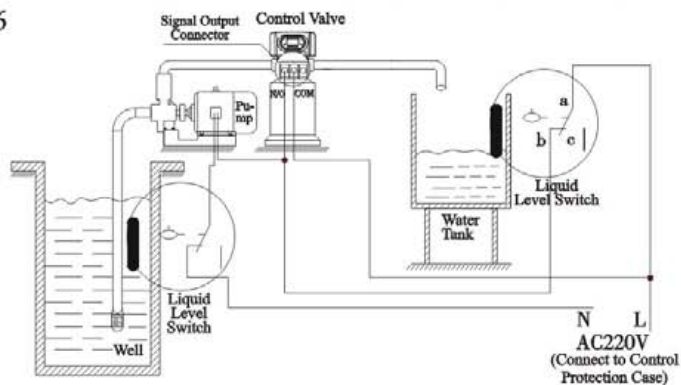 6
Signal Output
Connector
Control Valve
N/O COM
Pu-
mp
a
b c
Liquid
Level Switch
Water
Tank
Liquid
Level
Switch
Well
N L
AC220V
(Connect to Control
Protection Case)